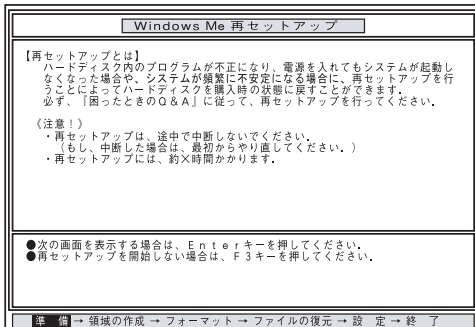 Windows Me 再セットアップ
【再セットアップとは】
ハードディスク内のプログラムが不正になり、電源を入れてもシステムが起動し
なくなった場合や、システムが頻繁に不安定になる場合に、再セットアップを行
うことによってハードディスクを購入時の状態に戻すことができます。
必ず、『困ったときのＱ＆Ａ』に従って、再セットアップを行ってください．
《注意！》
・再セットアップは、途中で中断しないでください．
（もし、中断した場合は、最初からやり直してください．）
・再セットアップには、約×時間かかります．
●次の画面を表示する場合は、Ｅｎｔｅｒキーを押してください．
●再セットアップを開始しない場合は、Ｆ３キーを押してください．
準　備 → 領域の作成 → フォーマット → ファイルの復元 → 設　定 → 終　了